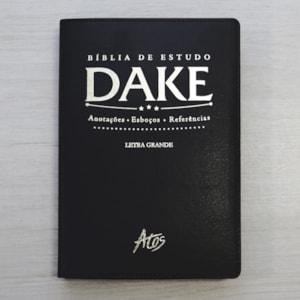 BÍBLIA DE ESTUDO
DAKE
Anotações • Esboços • Referências
LETRA GRANDE
Atos